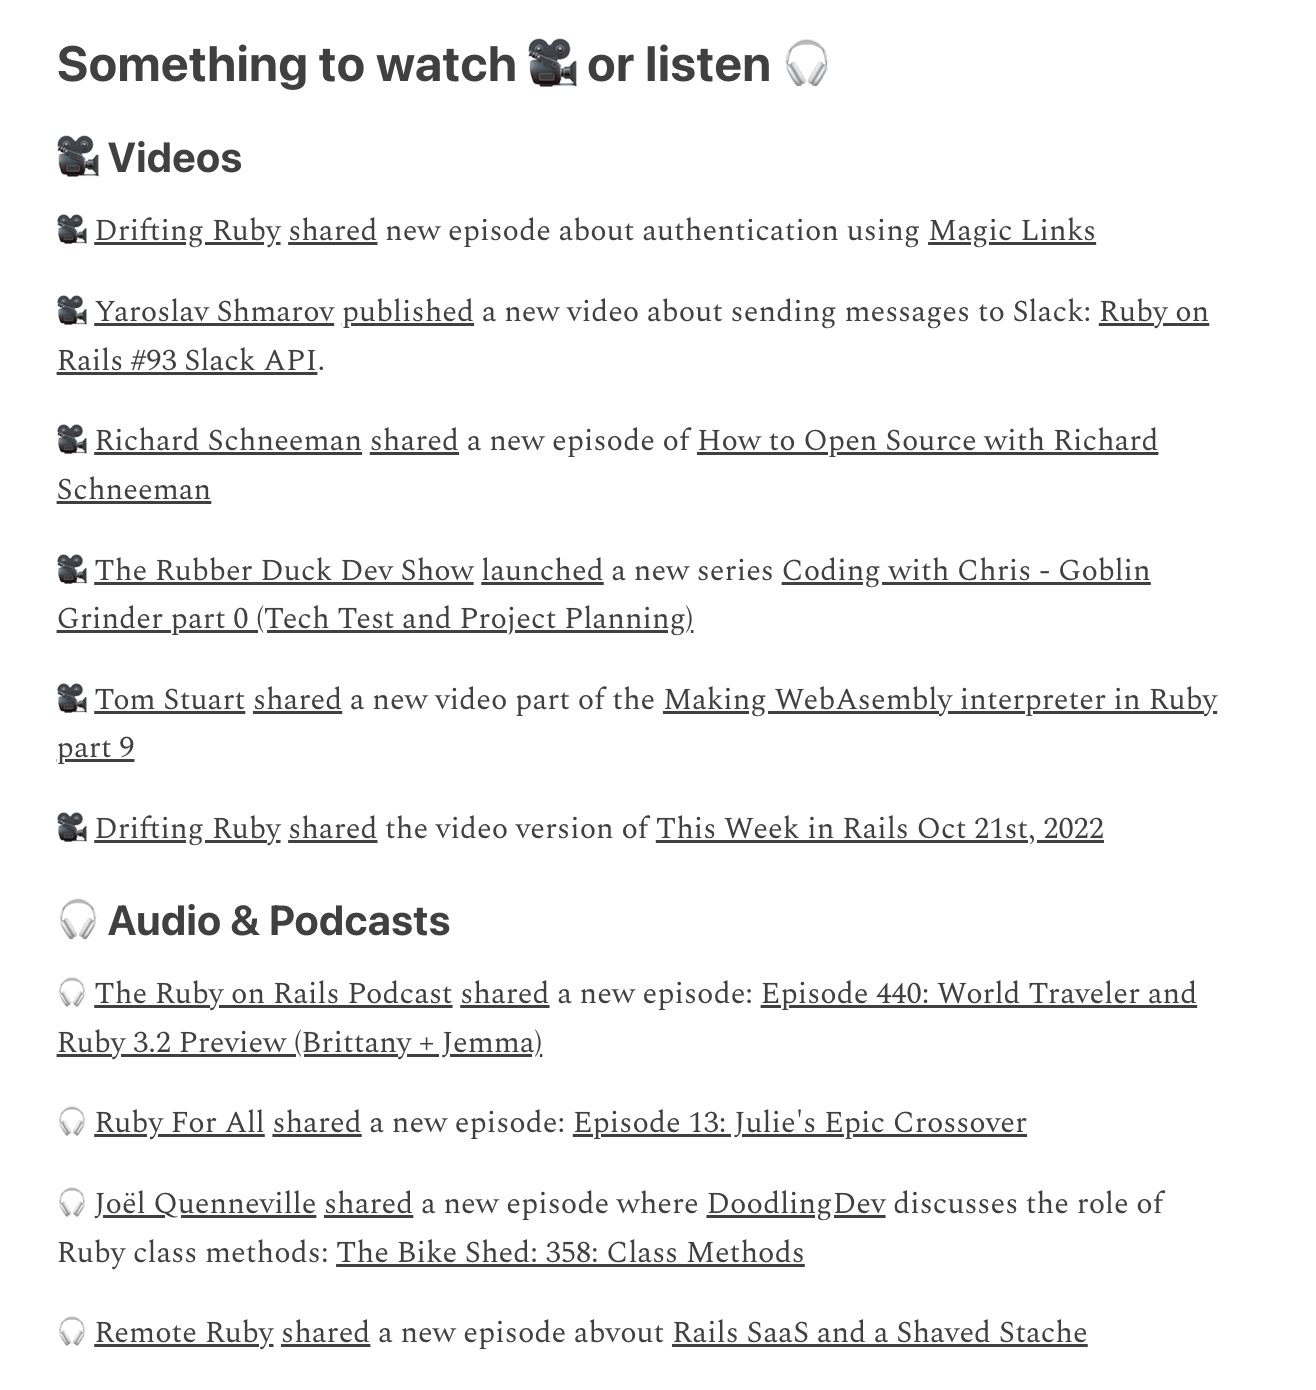 Something to watch 🎥 or listen 🎧
🎥 Videos
🎥 Drifting Ruby shared new episode about authentication using Magic Links
🎥 Yaroslav Shmarov published a new video about sending messages to Slack: Ruby on
Rails #93 Slack API.
🎥 Richard Schneeman shared a new episode of How to Open Source with Richard
Schneeman
🎥 The Rubber Duck Dev Show launched a new series Coding with Chris - Goblin
Grinder part 0 (Tech Test and Project Planning)
🎥 Tom Stuart shared a new video part of the Making WebAsembly interpreter in Ruby
part 9
🎥 Drifting Ruby shared the video version of This Week in Rails Oct 21st, 2022
🎧 Audio & Podcasts
🎧 The Ruby on Rails Podcast shared a new episode: Episode 440: World Traveler and
Ruby 3.2 Preview (Brittany + Jemma)
🎧 Ruby For All shared a new episode: Episode 13: Julie's Epic Crossover
🎧 Joël Quenneville shared a new episode where DoodlingDev discusses the role of
Ruby class methods: The Bike Shed: 358: Class Methods
🎧 Remote Ruby shared a new episode abvout Rails SaaS and a Shaved Stache